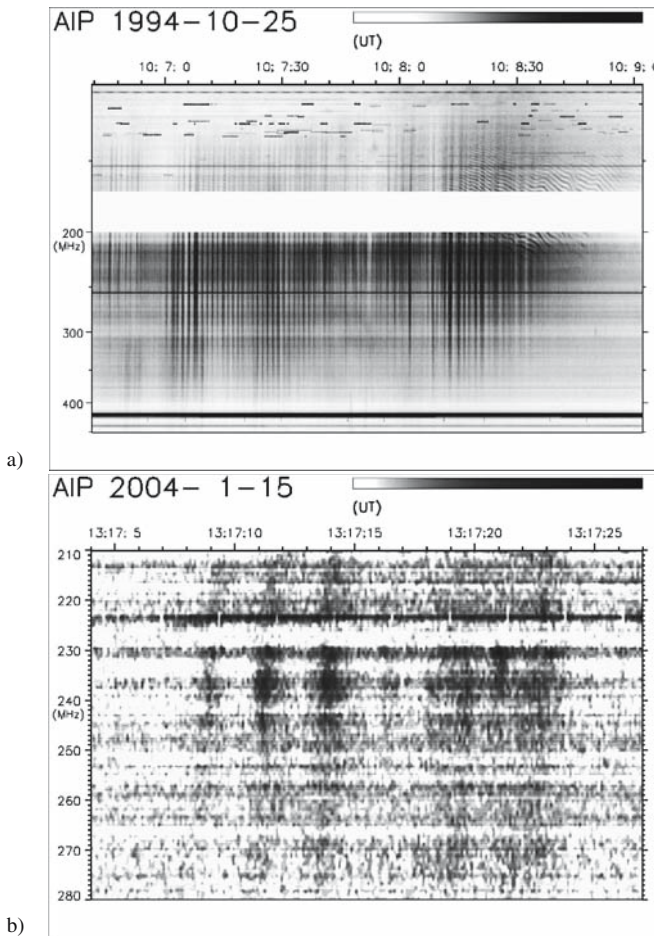 a)
AIP 1994-10-25
(UT)
10; 7; 0 10; 7;30 10; 8; 0 10; 8;30 10; 9; 0
200
(MHz)
300
400
b)
AIP 2004- 1-15
(UT)
13:17; 5 13:17;10 13:17;15 13:17;20 13:17;25
210
220
230
240
(MHz)
250
260
270
280